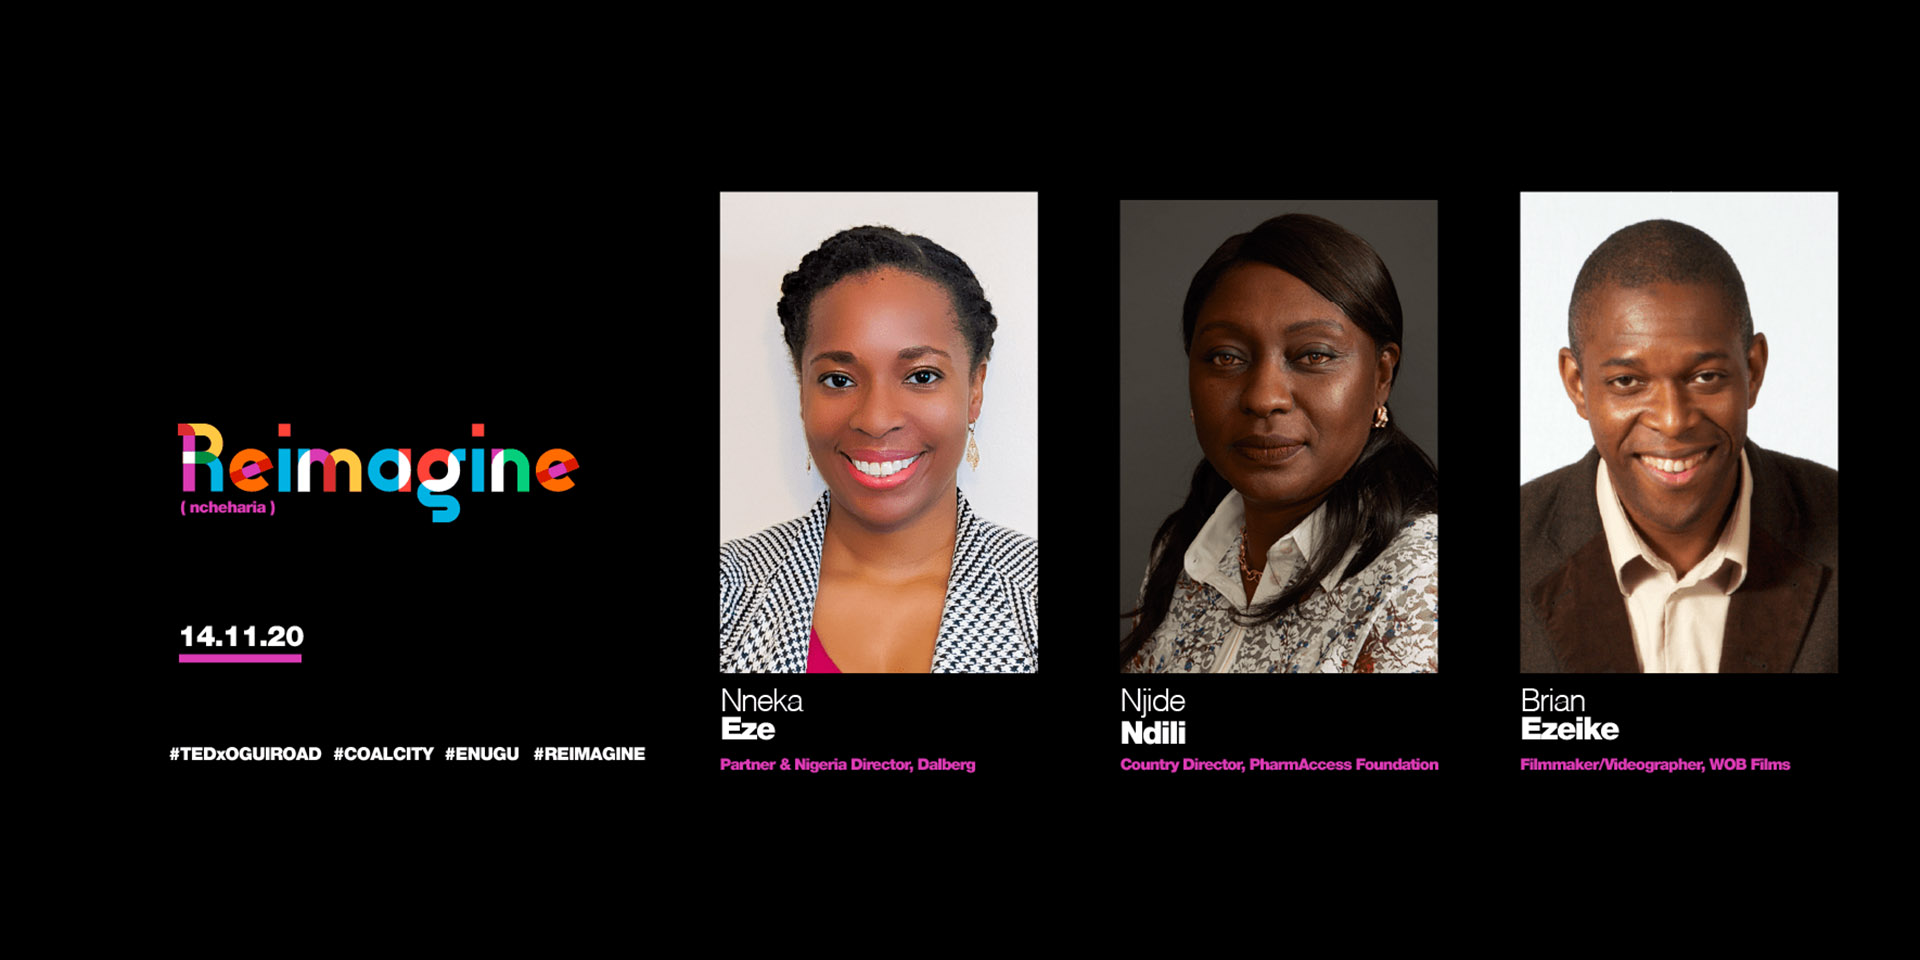 Reimagine
( ncheharia )
14.11.20
#TEDxOGUIROAD #COALCITY #ENUGU #REIMAGINE
Nneka
Eze
Partner & Nigeria Director, Dalberg
Njide
Ndili
Country Director, PharmAccess Foundation
Brian
Ezeike
Filmmaker/Videographer, WOB Films